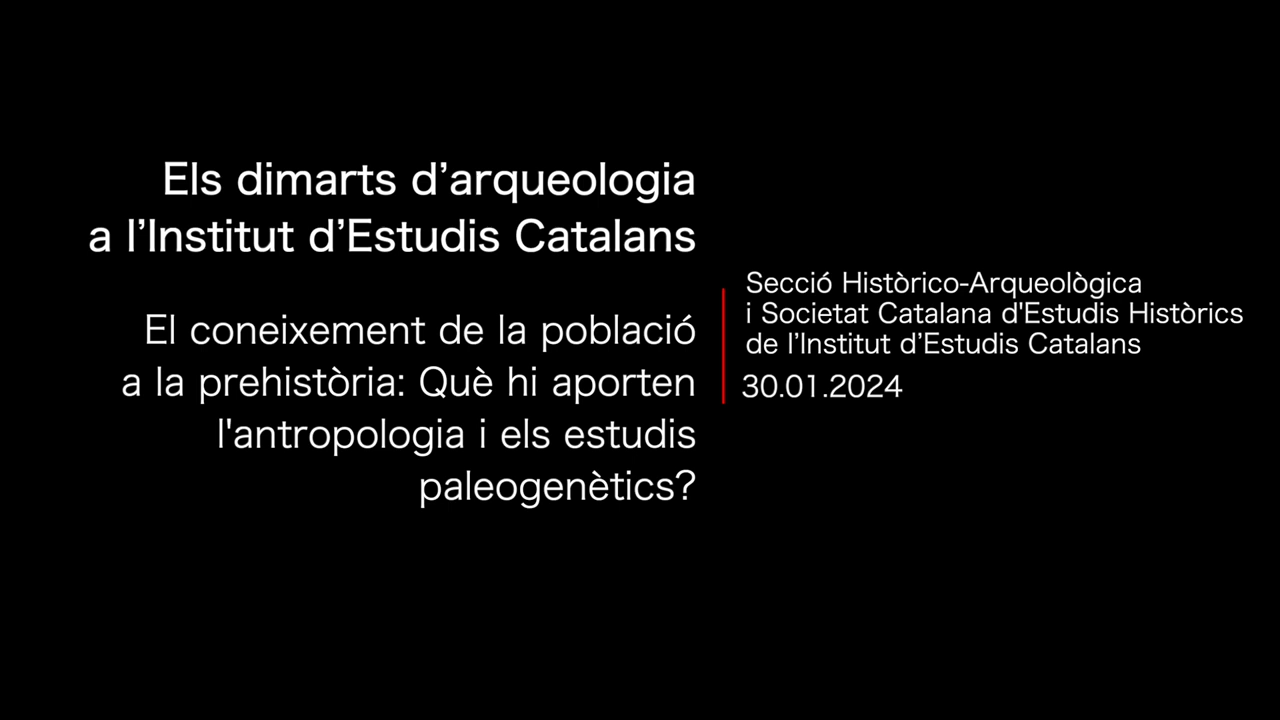 Els dimarts d’arqueologia
a l’Institut d’Estudis Catalans
El coneixement de la població
a la prehistòria: Què hi aporten
l'antropologia i els estudis
paleogenètics?
Secció Històrico-Arqueològica
i Societat Catalana d'Estudis Històrics
de l’Institut d’Estudis Catalans
30.01.2024